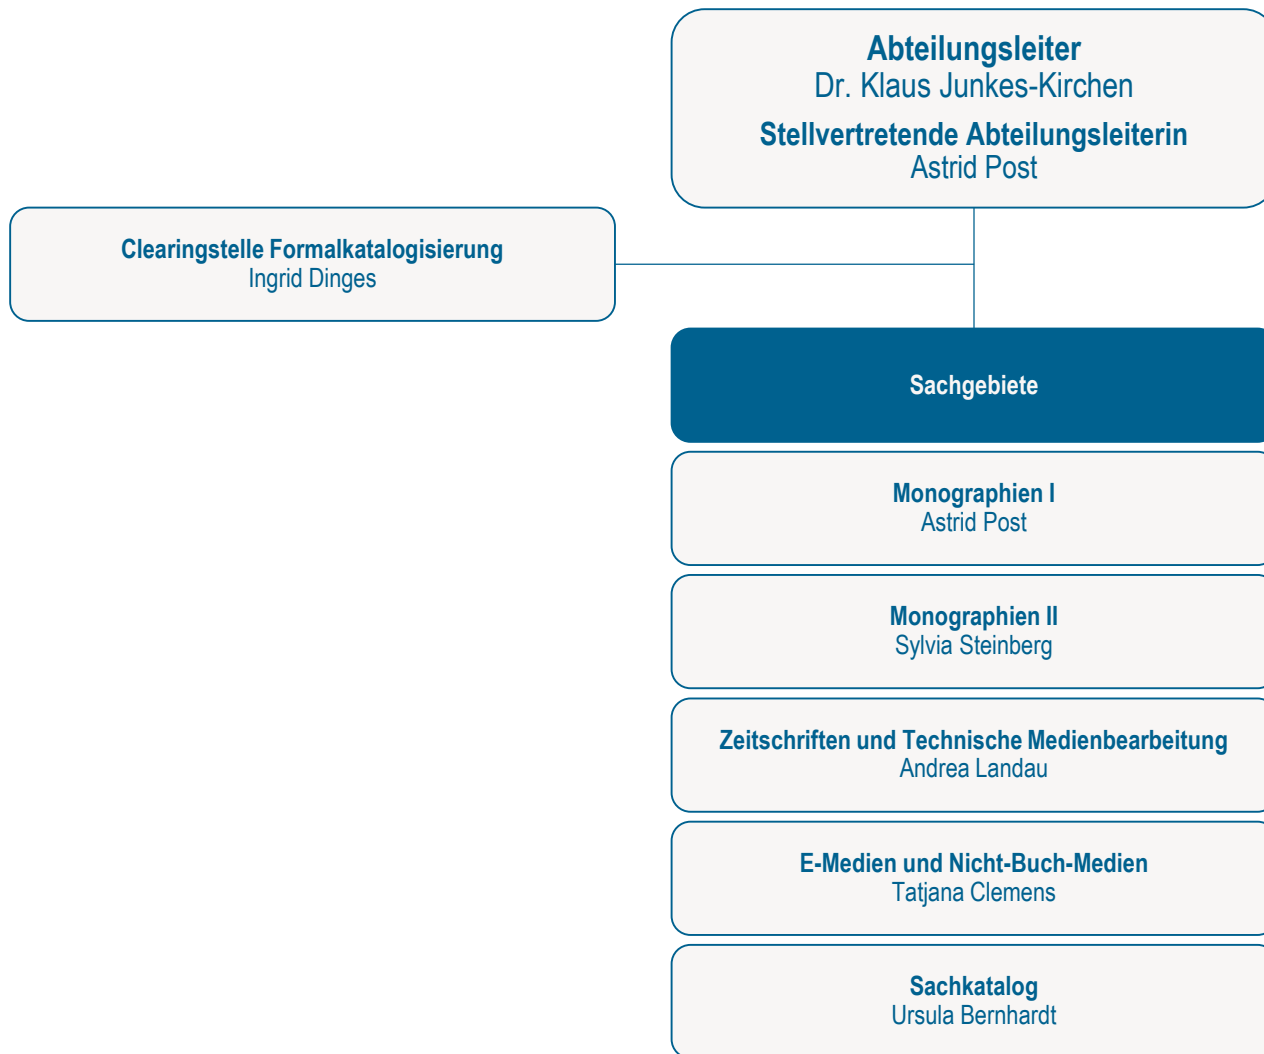 Abteilungsleiter
Dr. Klaus Junkes-Kirchen
Stellvertretende Abteilungsleiterin
Astrid Post
Clearingstelle Formalkatalogisierung
Ingrid Dinges
Sachgebiete
Monographien I
Astrid Post
Monographien II
Sylvia Steinberg
Zeitschriften und Technische Medienbearbeitung
Andrea Landau
E-Medien und Nicht-Buch-Medien
Tatjana Clemens
Sachkatalog
Ursula Bernhardt